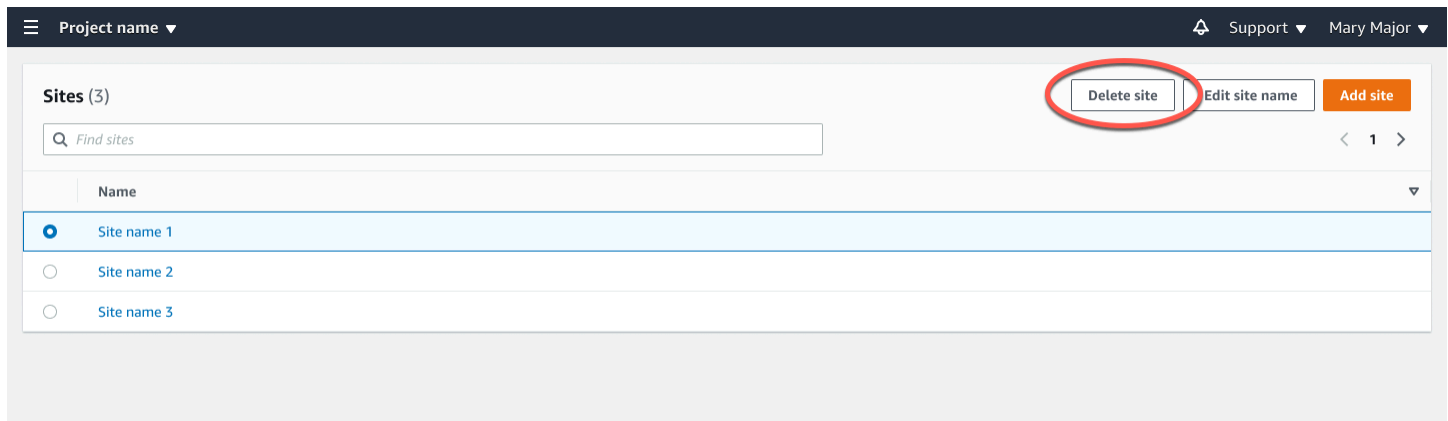 Project name Support Mary Major
Sites (3) Delete site Edit site name Add site
Find sites 1
Name
Site name 1
Site name 2
Site name 3